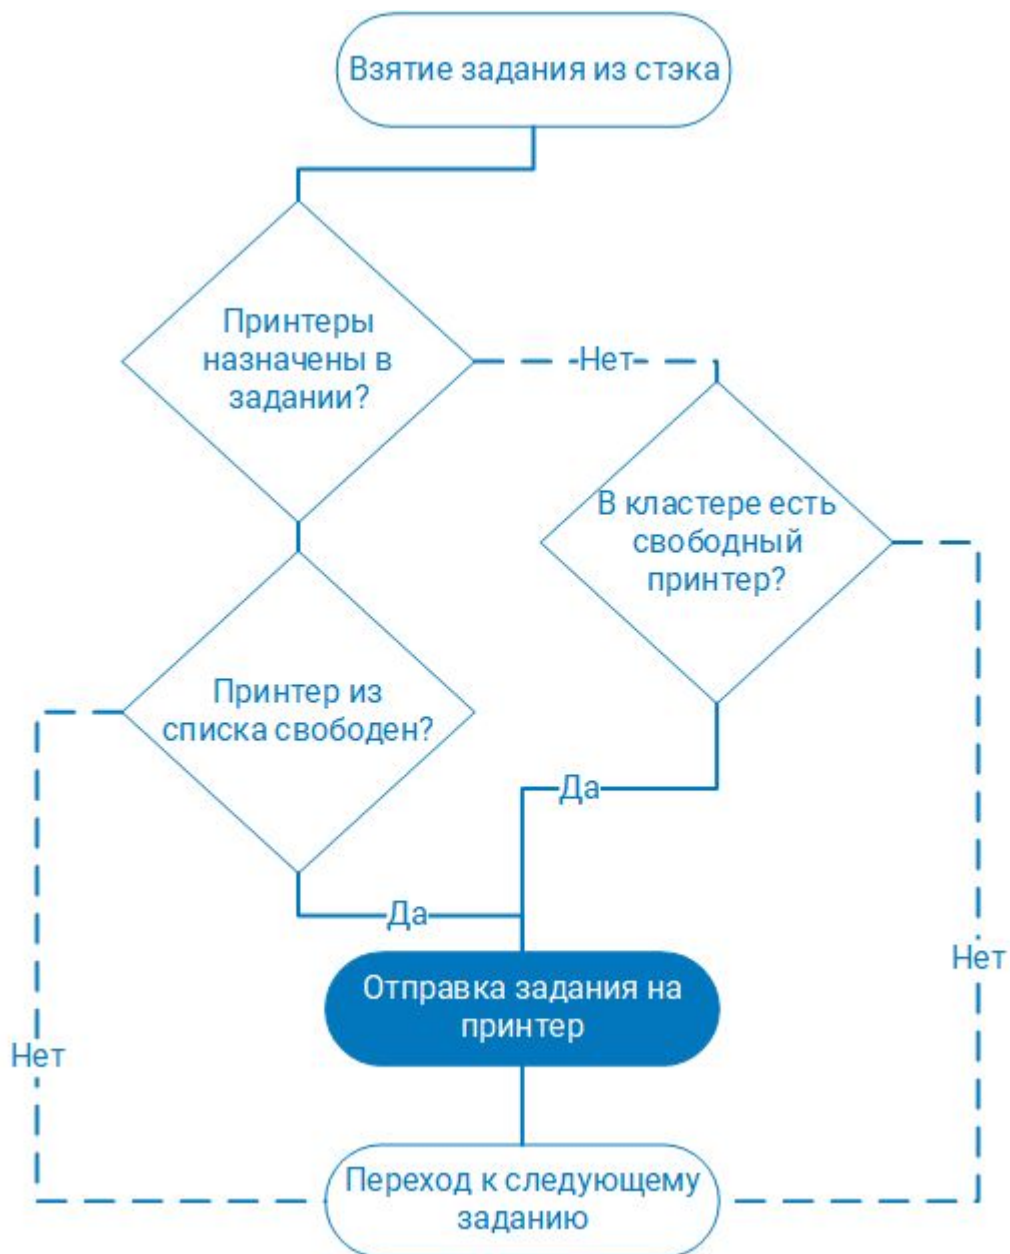 Взятие задания из стэка
Принтеры
назначены в
задании?
Нет
В кластере есть
свободный
принтер?
Принтер из
списка свободен?
Да
Да
Нет
Отправка задания на
принтер
Нет
Переход к следующему
заданию